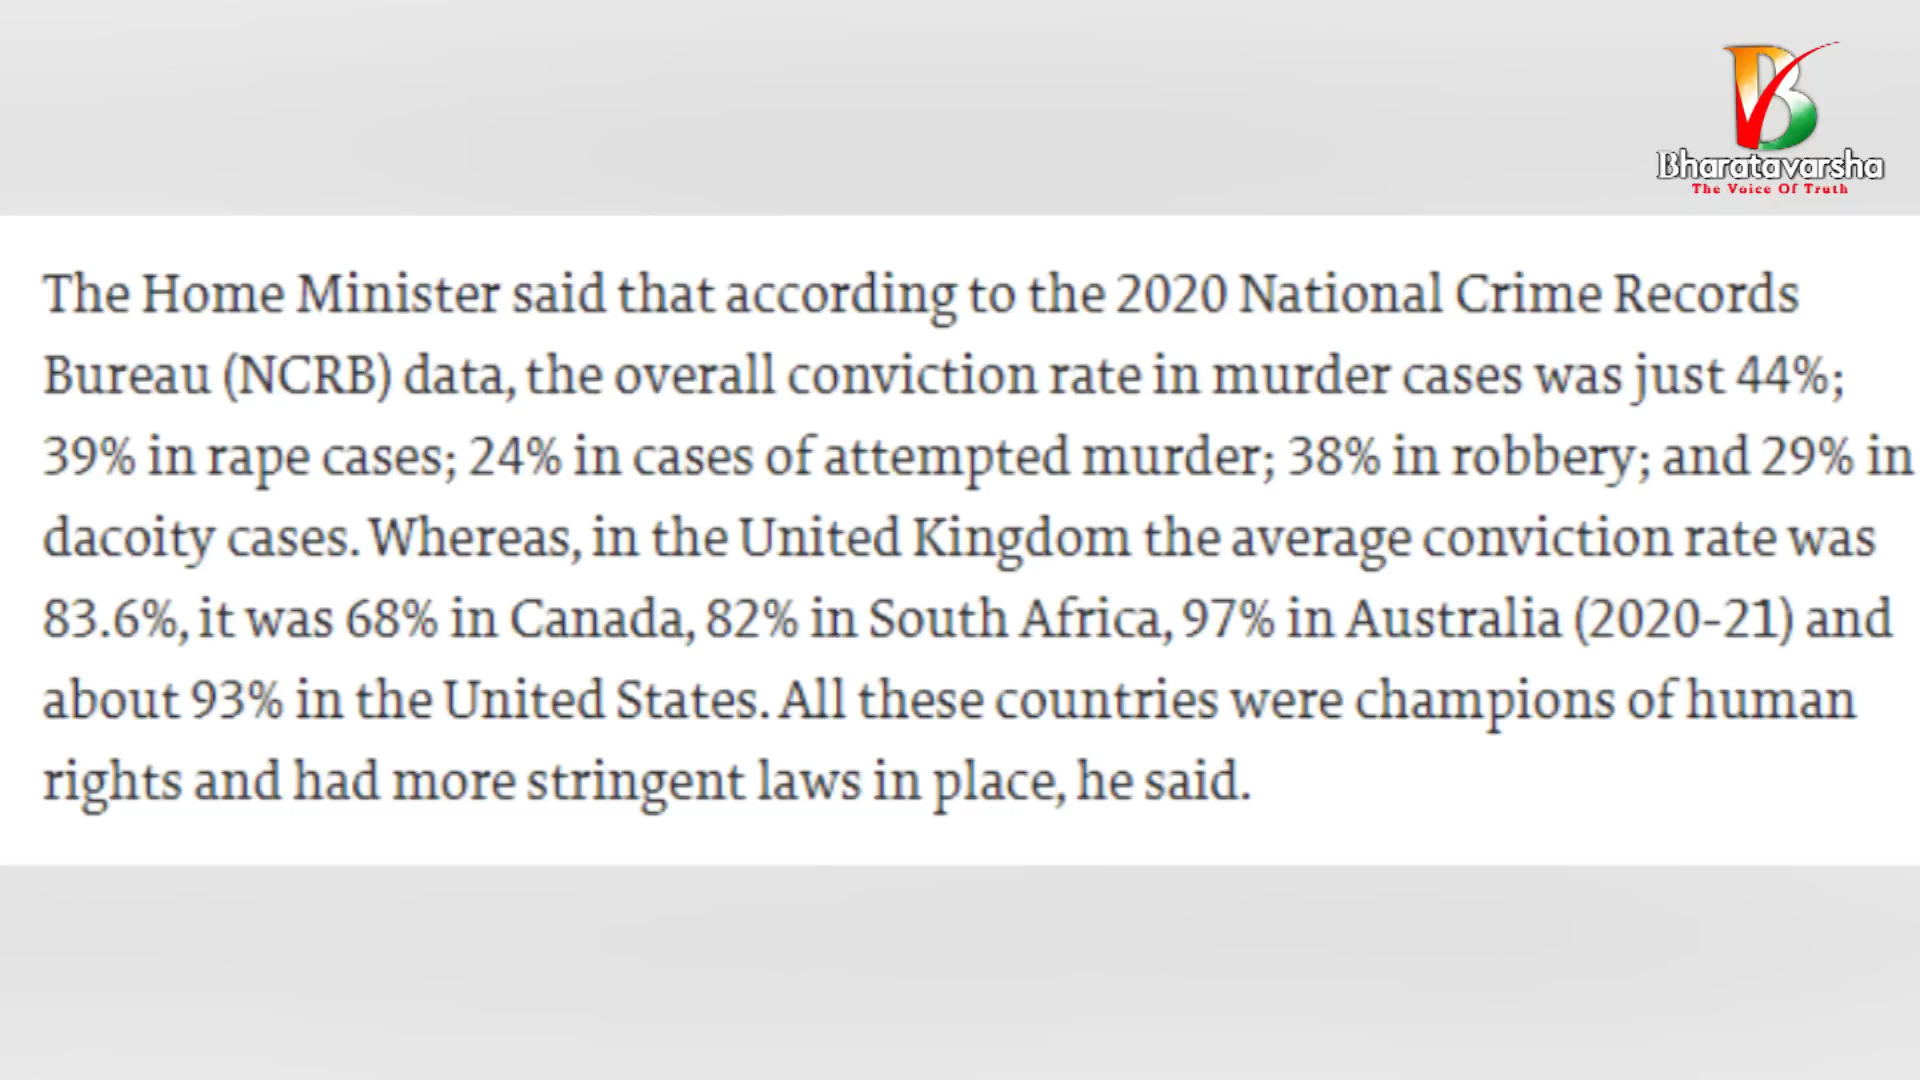 Bharatavarsha
The Voice Of Truth
The Home Minister said that according to the 2020 National Crime Records
Bureau (NCRB) data, the overall conviction rate in murder cases was just 44%;
39% in rape cases; 24% in cases of attempted murder; 38% in robbery; and 29% in
dacoity cases. Whereas, in the United Kingdom the average conviction rate was
83.6%, it was 68% in Canada, 82% in South Africa, 97% in Australia (2020-21) and
about 93% in the United States. All these countries were champions of human
rights and had more stringent laws in place, he said.